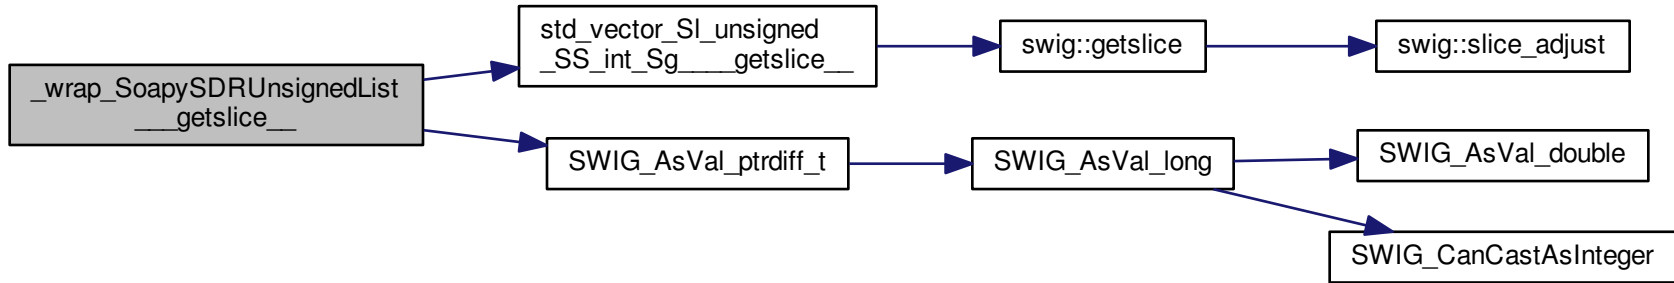 _wrap_SoapySDRUnsignedList
___getslice__
std_vector_Sl_unsigned
_SS_int_Sg____getslice__
swig::getslice
swig::slice_adjust
SWIG_AsVal_ptrdiff_t
SWIG_AsVal_long
SWIG_AsVal_double
SWIG_CanCastAsInteger